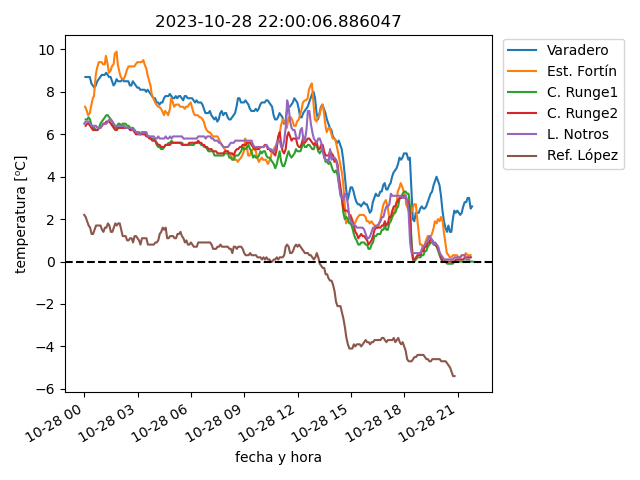 2023-10-28 22:00:06.886047
temperatura [ºC]
10
8
6
4
2
0
−2
−4
−6
10-28 00
10-28 03
10-28 06
10-28 09
10-28 12
10-28 15
10-28 18
10-28 21
fecha y hora
Varadero
Est. Fortín
C. Runge1
C. Runge2
L. Notros
Ref. López